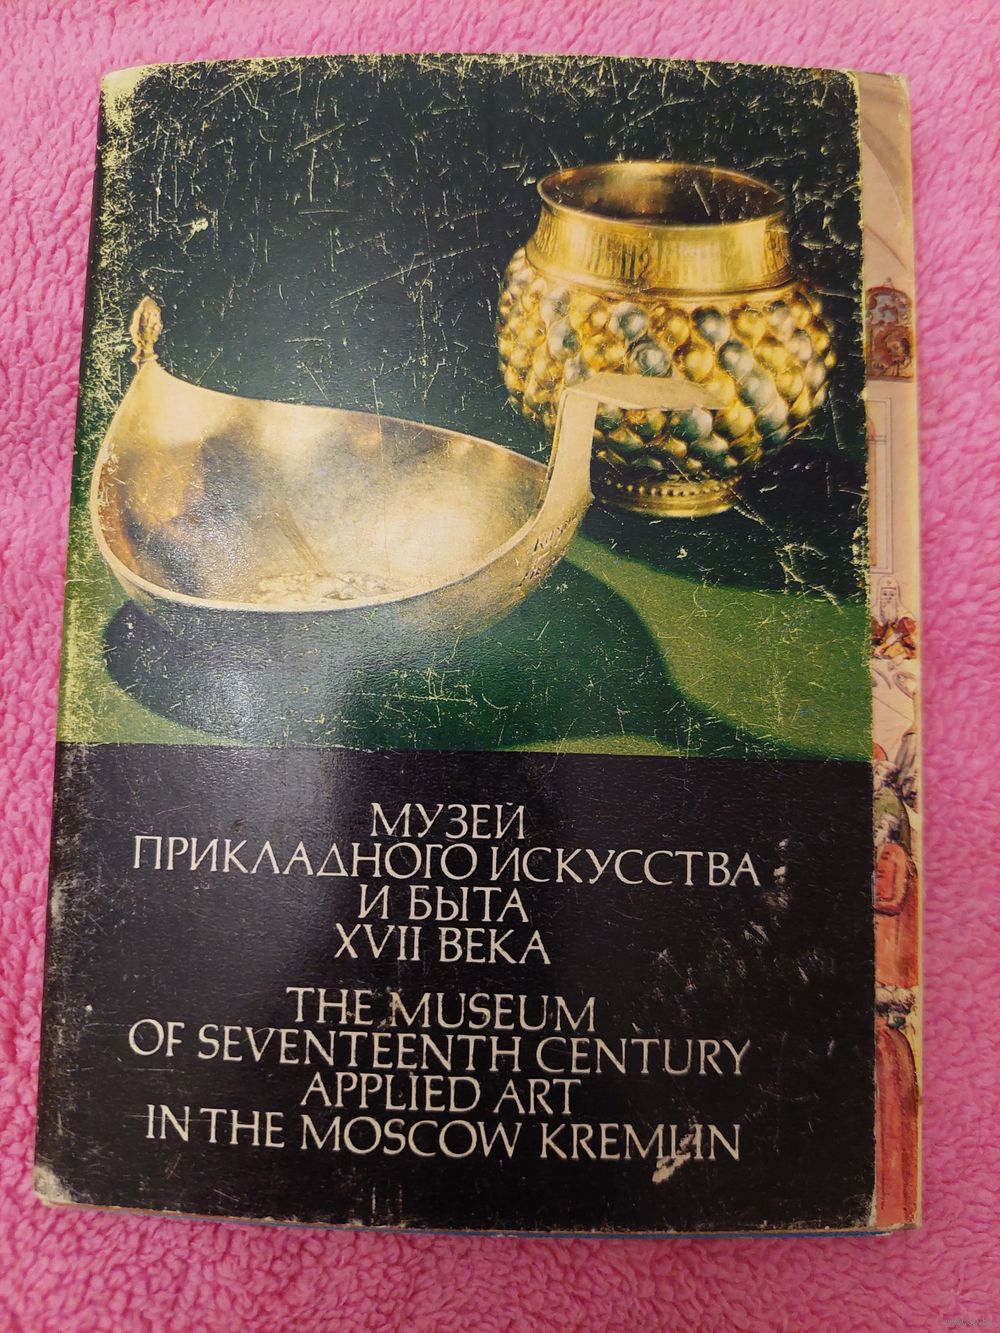 МУЗЕЙ
ПРИКЛАДНОГО ИСКУССТВА
И БЫТА
XVII ВЕКА
THE MUSEUM
OF SEVENTEENTH CENTURY
APPLIED ART
IN THE MOSCOW KREMLIN